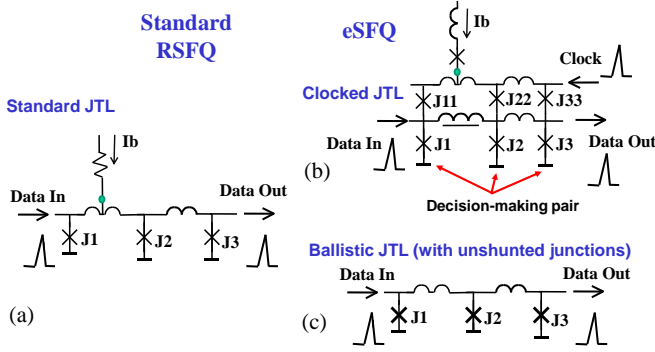 Standard
RSFQ
Standard JTL
Ib
Data In
Data Out
J1
J2
J3
(a)
eSFQ
Ib
Clock
Clocked JTL
J11
J22
J33
Data In
Data Out
J1
J2
J3
(b)
Decision-making pair
Ballistic JTL (with unshunted junctions)
Data In
Data Out
J1
J2
J3
(c)